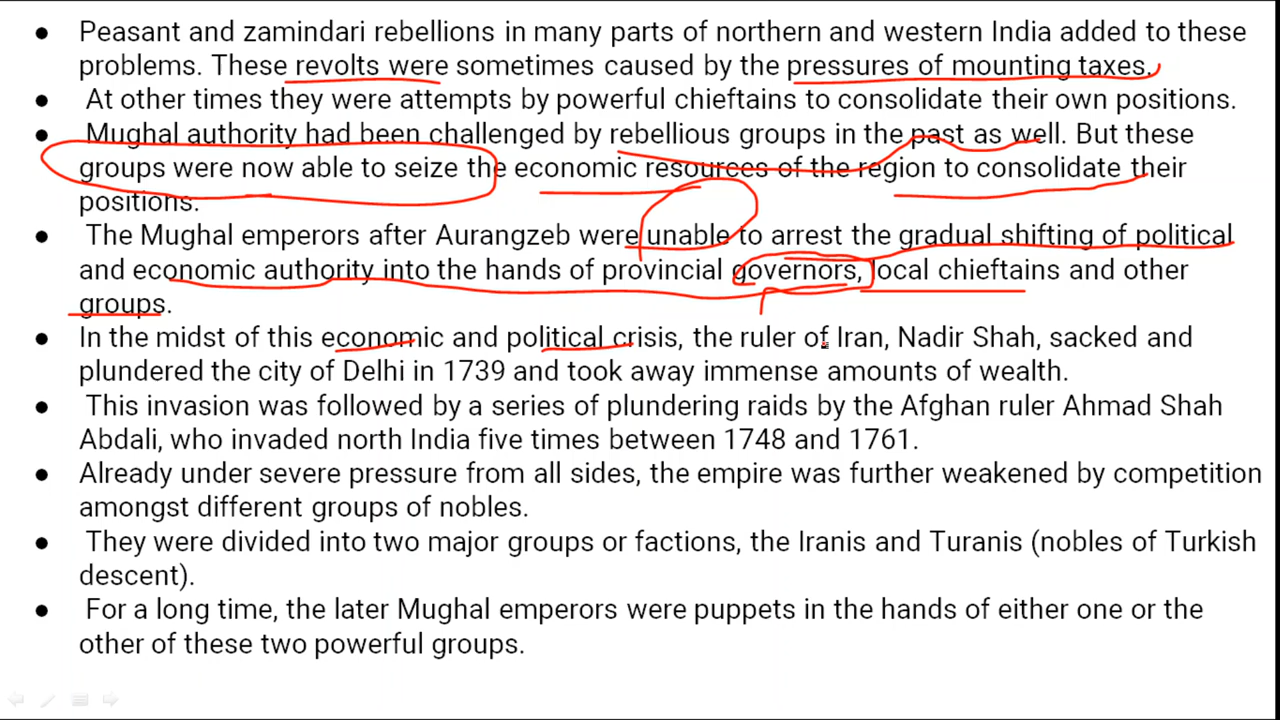 ● Peasant and zamindari rebellions in many parts of northern and western India added to these
problems. These revolts were sometimes caused by the pressures of mounting taxes.
● At other times they were attempts by powerful chieftains to consolidate their own positions.
● Mughal authority had been challenged by rebellious groups in the past as well. But these
groups were now able to seize the economic resources of the region to consolidate their
positions.
● The Mughal emperors after Aurangzeb were unable to arrest the gradual shifting of political
and economic authority into the hands of provincial governors, local chieftains and other
groups.
● In the midst of this economic and political crisis, the ruler of Iran, Nadir Shah, sacked and
plundered the city of Delhi in 1739 and took away immense amounts of wealth.
● This invasion was followed by a series of plundering raids by the Afghan ruler Ahmad Shah
Abdali, who invaded north India five times between 1748 and 1761.
● Already under severe pressure from all sides, the empire was further weakened by competition
amongst different groups of nobles.
● They were divided into two major groups or factions, the Iranis and Turanis (nobles of Turkish
descent).
● For a long time, the later Mughal emperors were puppets in the hands of either one or the
other of these two powerful groups.